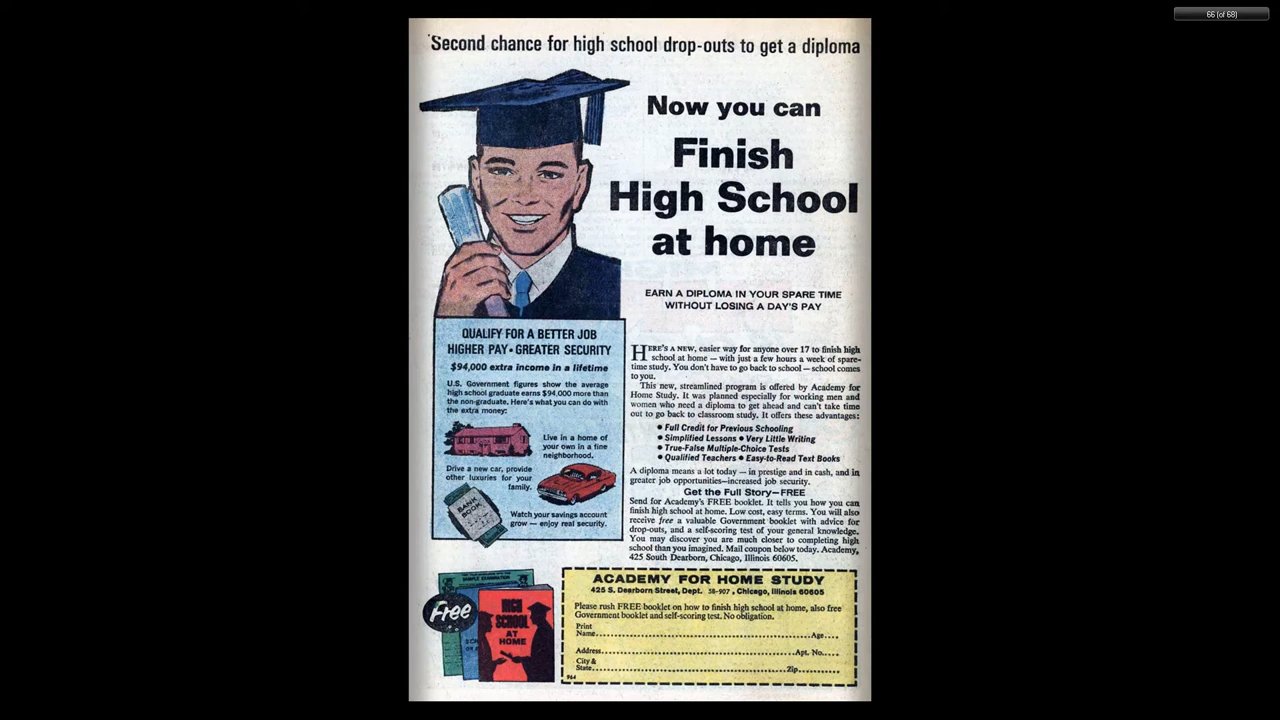 66 (of 68)
Second chance for high school drop-outs to get a diploma
Now you can
Finish
High School
at home
EARN A DIPLOMA IN YOUR SPARE TIME
WITHOUT LOSING A DAY'S PAY
QUALIFY FOR A BETTER JOB
HIGHER PAY • GREATER SECURITY
$94,000 extra income in a lifetime
U.S. Government figures show the average
high school graduate earns $94,000 more than
the non-graduate. Here's what you can do with
the extra money:
Live in a home of
your own in a fine
neighborhood.
Drive a new car, provide
other luxuries for your
family.
BANK
BOOK
Watch your savings account
grow — enjoy real security.
HERE'S A NEW, easier way for anyone over 17 to finish high
school at home — with just a few hours a week of spare-
time study. You don't have to go back to school — school comes
to you.
This new, streamlined program is offered by Academy for
Home Study. It was planned especially for working men and
women who need a diploma to get ahead and can't take time
out to go back to classroom study. It offers these advantages:
• Full Credit for Previous Schooling
• Simplified Lessons • Very Little Writing
• True-False Multiple-Choice Tests
• Qualified Teachers • Easy-to-Read Text Books
A diploma means a lot today — in prestige and in cash, and in
greater job opportunities—increased job security.
Get the Full Story—FREE
Send for Academy's FREE booklet. It tells you how you can
finish high school at home. Low cost, easy terms. You will also
receive free a valuable Government booklet with advice for
drop-outs, and a self-scoring test of your general knowledge.
You may discover you are much closer to completing high
school than you imagined. Mail coupon below today. Academy,
425 South Dearborn, Chicago, Illinois 60605.
SAMPLE EXAMINATION
Free
HIGH
SCHOOL
AT
HOME
ACADEMY FOR HOME STUDY
425 S. Dearborn Street, Dept. 58-907, Chicago, Illinois 60605
Please rush FREE booklet on how to finish high school at home, also free
Government booklet and self-scoring test. No obligation.
Print
Name..........Age....
Address..........Apt. No.....
City &
State..........Zip..........
964